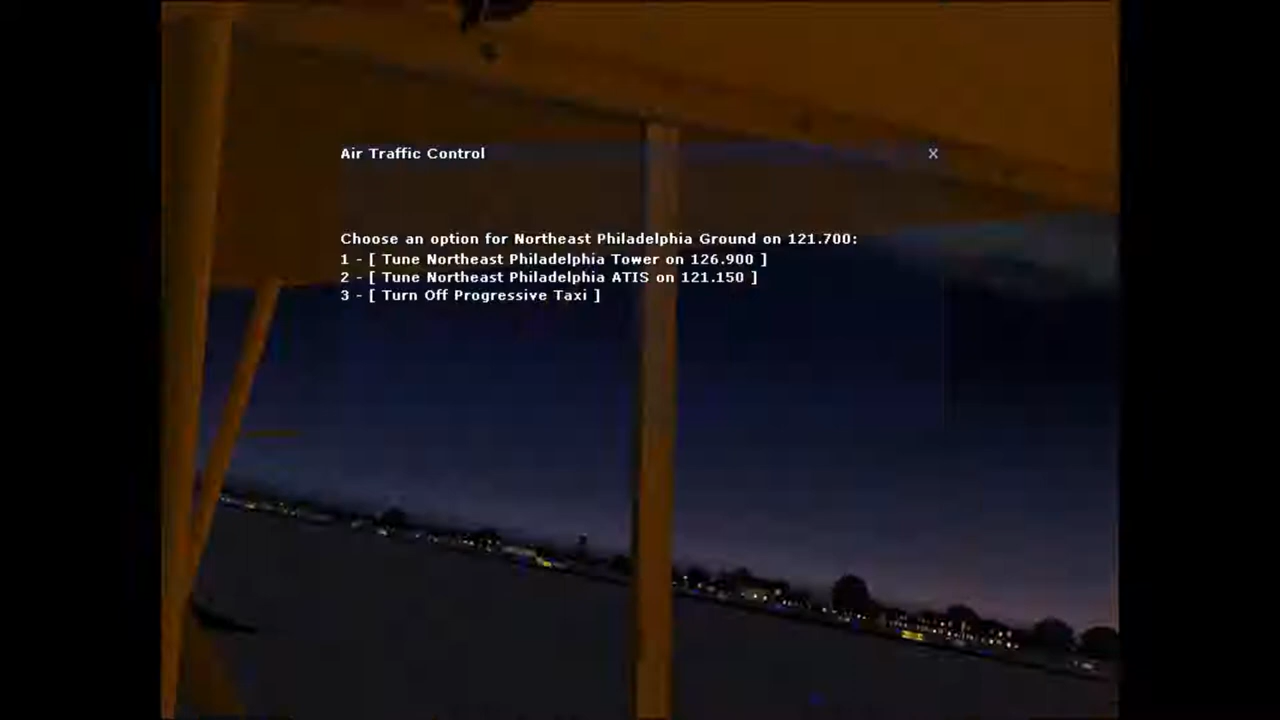 Air Traffic Control X
Choose an option for Northeast Philadelphia Ground on 121.700:
1 - [ Tune Northeast Philadelphia Tower on 126.900 ]
2 - [ Tune Northeast Philadelphia ATIS on 121.150 ]
3 - [ Turn Off Progressive Taxi ]